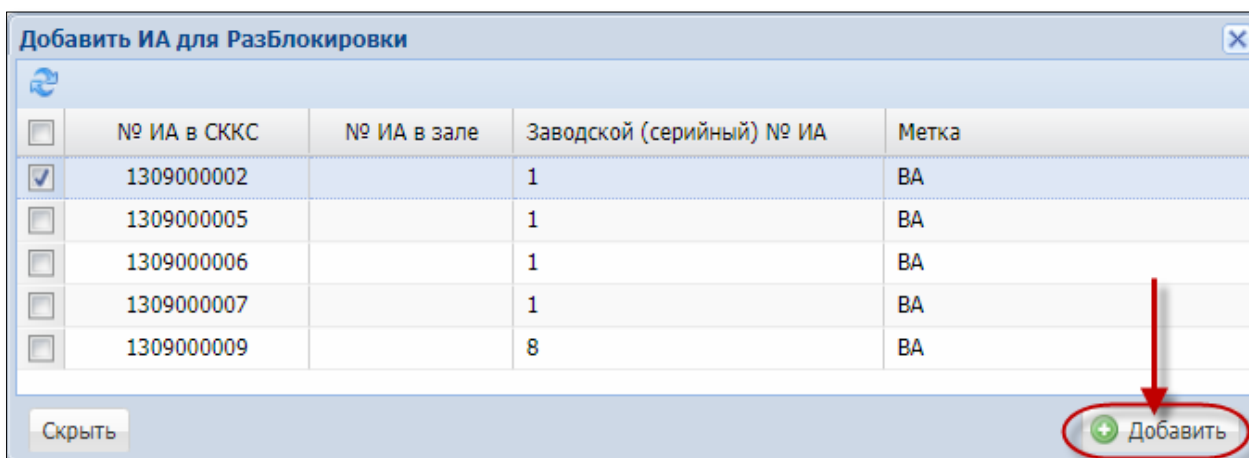 Добавить ИА для РазБлокировки
№ ИА в СККС № ИА в зале Заводской (серийный) № ИА Метка
1309000002 1 ВА
1309000005 1 ВА
1309000006 1 ВА
1309000007 1 ВА
1309000009 8 ВА
Скрыть Добавить